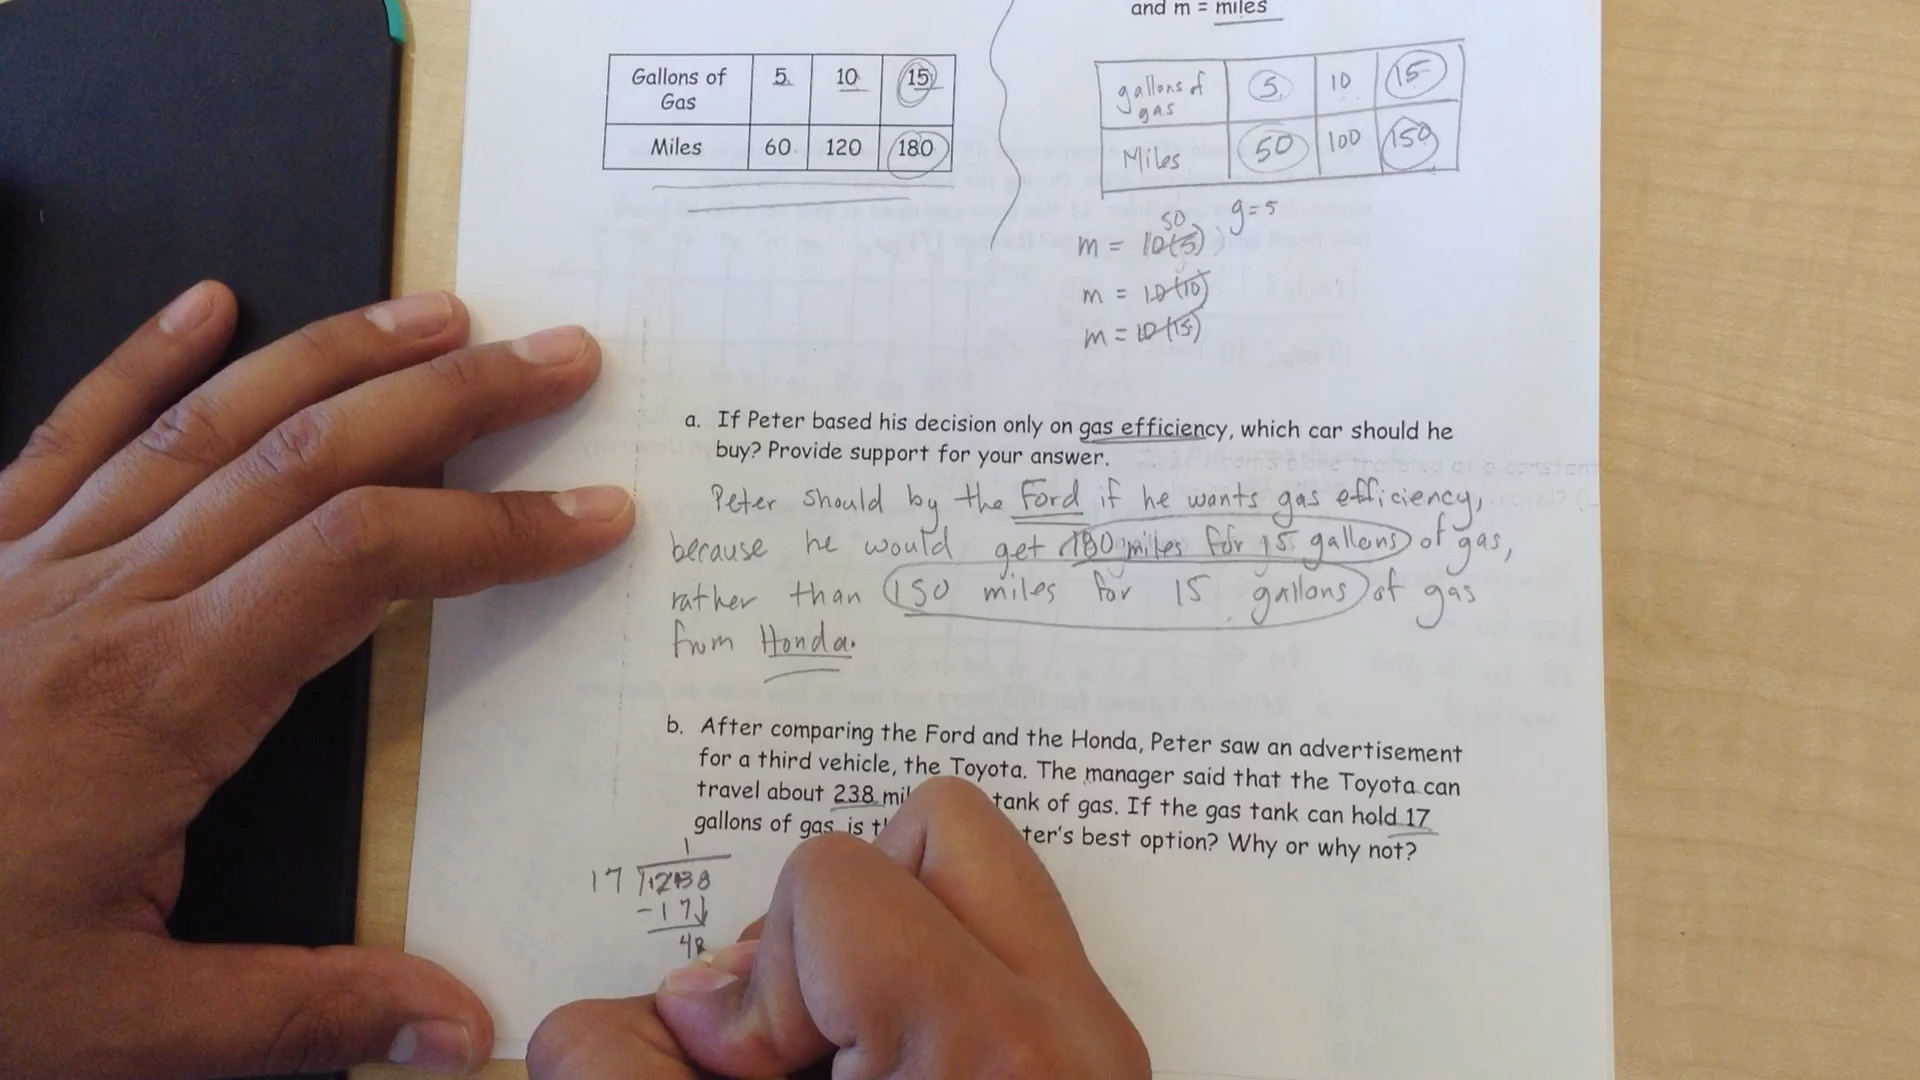 and m = miles
Gallons of Gas 5 10 15
Miles 60 120 180
gallons of gas 5 10 15
Miles 50 100 150
50 g = 5
m = 10(5)
m = 10(10)
m = 10(15)
a. If Peter based his decision only on gas efficiency, which car should he
buy? Provide support for your answer.
Peter should by the Ford if he wants gas efficiency,
because he would get 180 miles for 15 gallons of gas,
rather than 150 miles for 15 gallons of gas
from Honda.
b. After comparing the Ford and the Honda, Peter saw an advertisement
for a third vehicle, the Toyota. The manager said that the Toyota can
travel about 238 tank of gas. If the gas tank can hold 17
gallons of gas, is best option? Why or why not?
1
17 238
-17
48